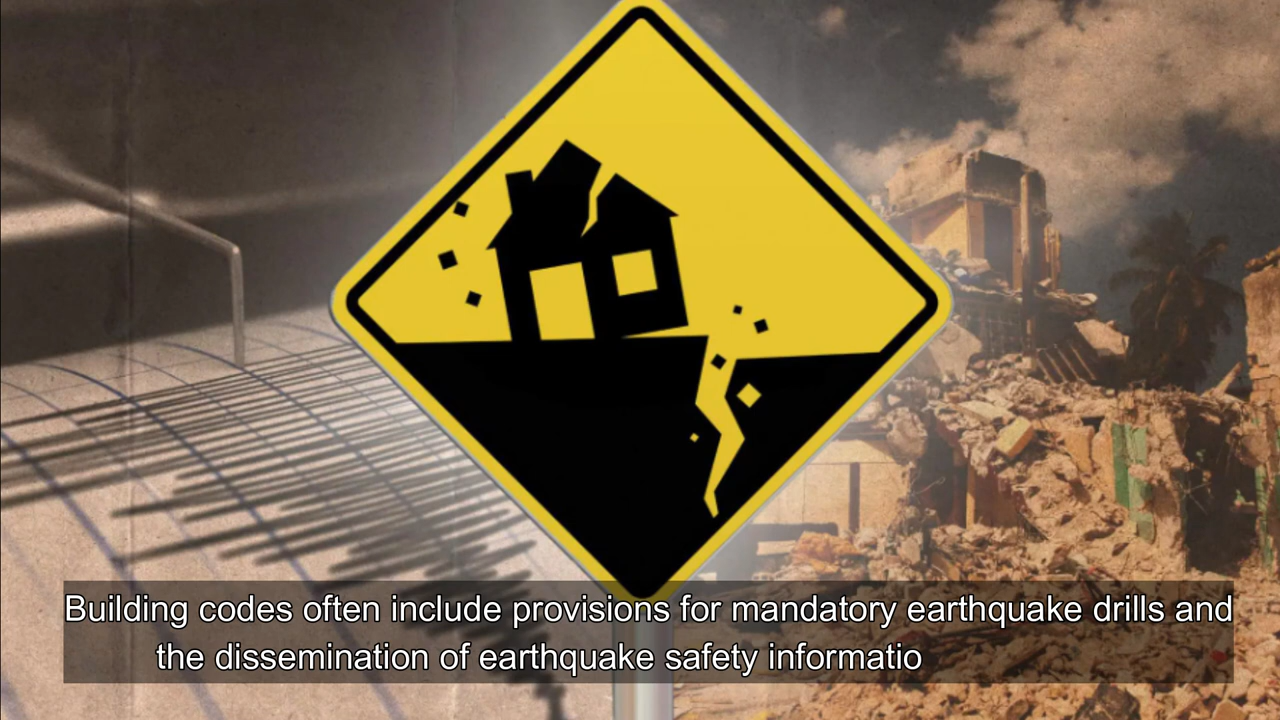 Building codes often include provisions for mandatory earthquake drills and
the dissemination of earthquake safety informatio